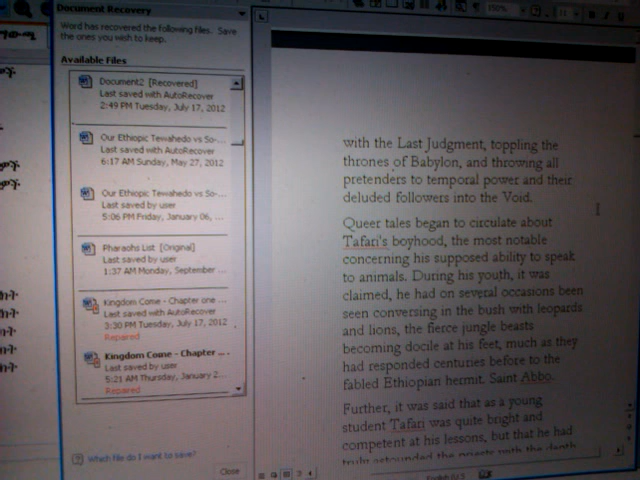 Document Recovery
Word has recovered the following files. Save
the ones you wish to keep.
Available Files
Document2 [Recovered]
Last saved with AutoRecover
2:49 PM Tuesday, July 17, 2012
Our Ethiopic Tewahedo vs So-...
Last saved with AutoRecover
6:17 AM Sunday, May 27, 2012
Our Ethiopic Tewahedo vs So-...
Last saved by user
5:06 PM Friday, January 06, ...
Pharaohs List [Original]
Last saved by user
1:37 AM Monday, September ...
Kingdom Come - Chapter one ...
Last saved with AutoRecover
3:30 PM Tuesday, July 17, 2012
Repaired
Kingdom Come - Chapter ...
Last saved by user
5:21 AM Thursday, January 2...
Repaired
Which file do I want to save?
Close
150%
11
B I U
with the Last Judgment, toppling the
thrones of Babylon, and throwing all
pretenders to temporal power and their
deluded followers into the Void.
Queer tales began to circulate about
Tafari's boyhood, the most notable
concerning his supposed ability to speak
to animals. During his youth, it was
claimed, he had on several occasions been
seen conversing in the bush with leopards
and lions, the fierce jungle beasts
becoming docile at his feet, much as they
had responded centuries before to the
fabled Ethiopian hermit. Saint Abbo.
Further, it was said that as a young
student Tafari was quite bright and
competent at his lessons, but that he had
truly astounded the priests with the depth